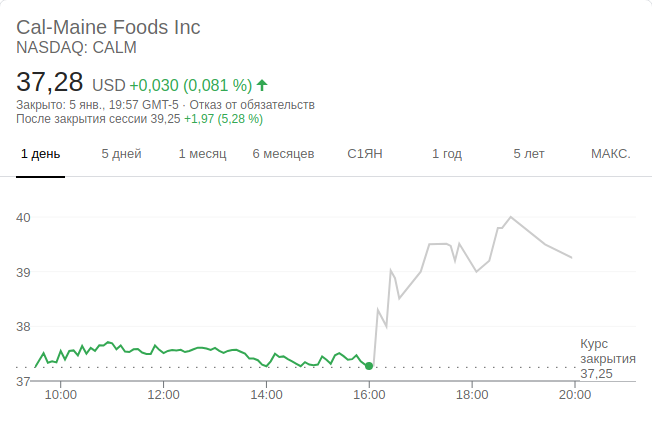 Cal-Maine Foods Inc
NASDAQ: CALM
37,28 USD +0,030 (0,081 %)
Закрыто: 5 янв., 19:57 GMT-5 · Отказ от обязательств
После закрытия сессии 39,25 +1,97 (5,28 %)
1 день 5 дней 1 месяц 6 месяцев С1ЯН 1 год 5 лет МАКС.
40
39
38
37
Курс
закрытия
37,25
10:00 12:00 14:00 16:00 18:00 20:00